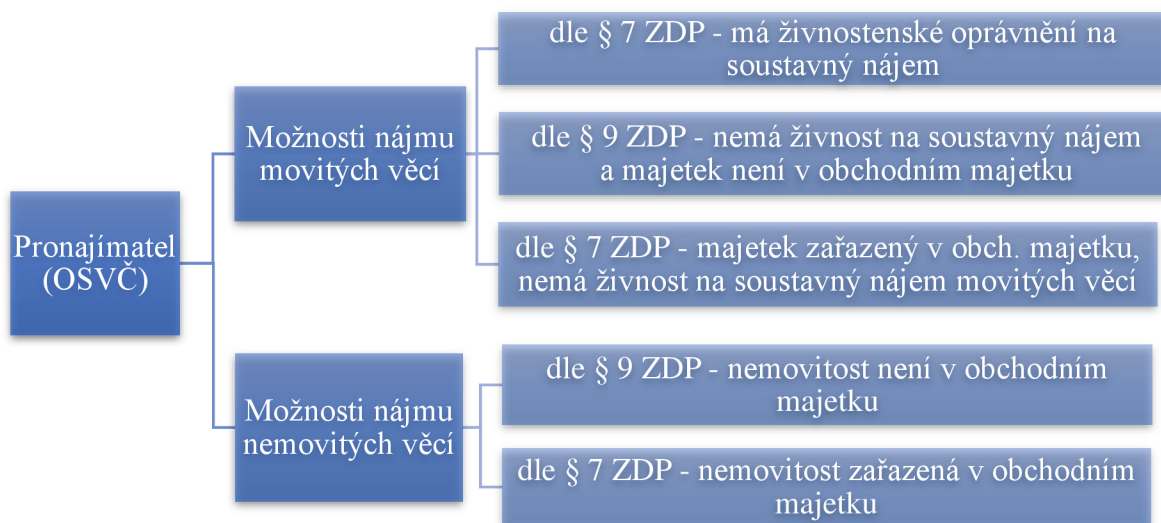 Pronajímatel
(OSVČ)
Možnosti nájmu
movitých věcí
dle § 7 ZDP - má živnostenské oprávnění na
soustavný nájem
dle § 9 ZDP - nemá živnost na soustavný nájem
a majetek není v obchodním majetku
dle § 7 ZDP - majetek zařazený v obch. majetku,
nemá živnost na soustavný nájem movitých věcí
Možnosti nájmu
nemovitých věcí
dle § 9 ZDP - nemovitost není v obchodním
majetku
dle § 7 ZDP - nemovitost zařazená v obchodním
majetku